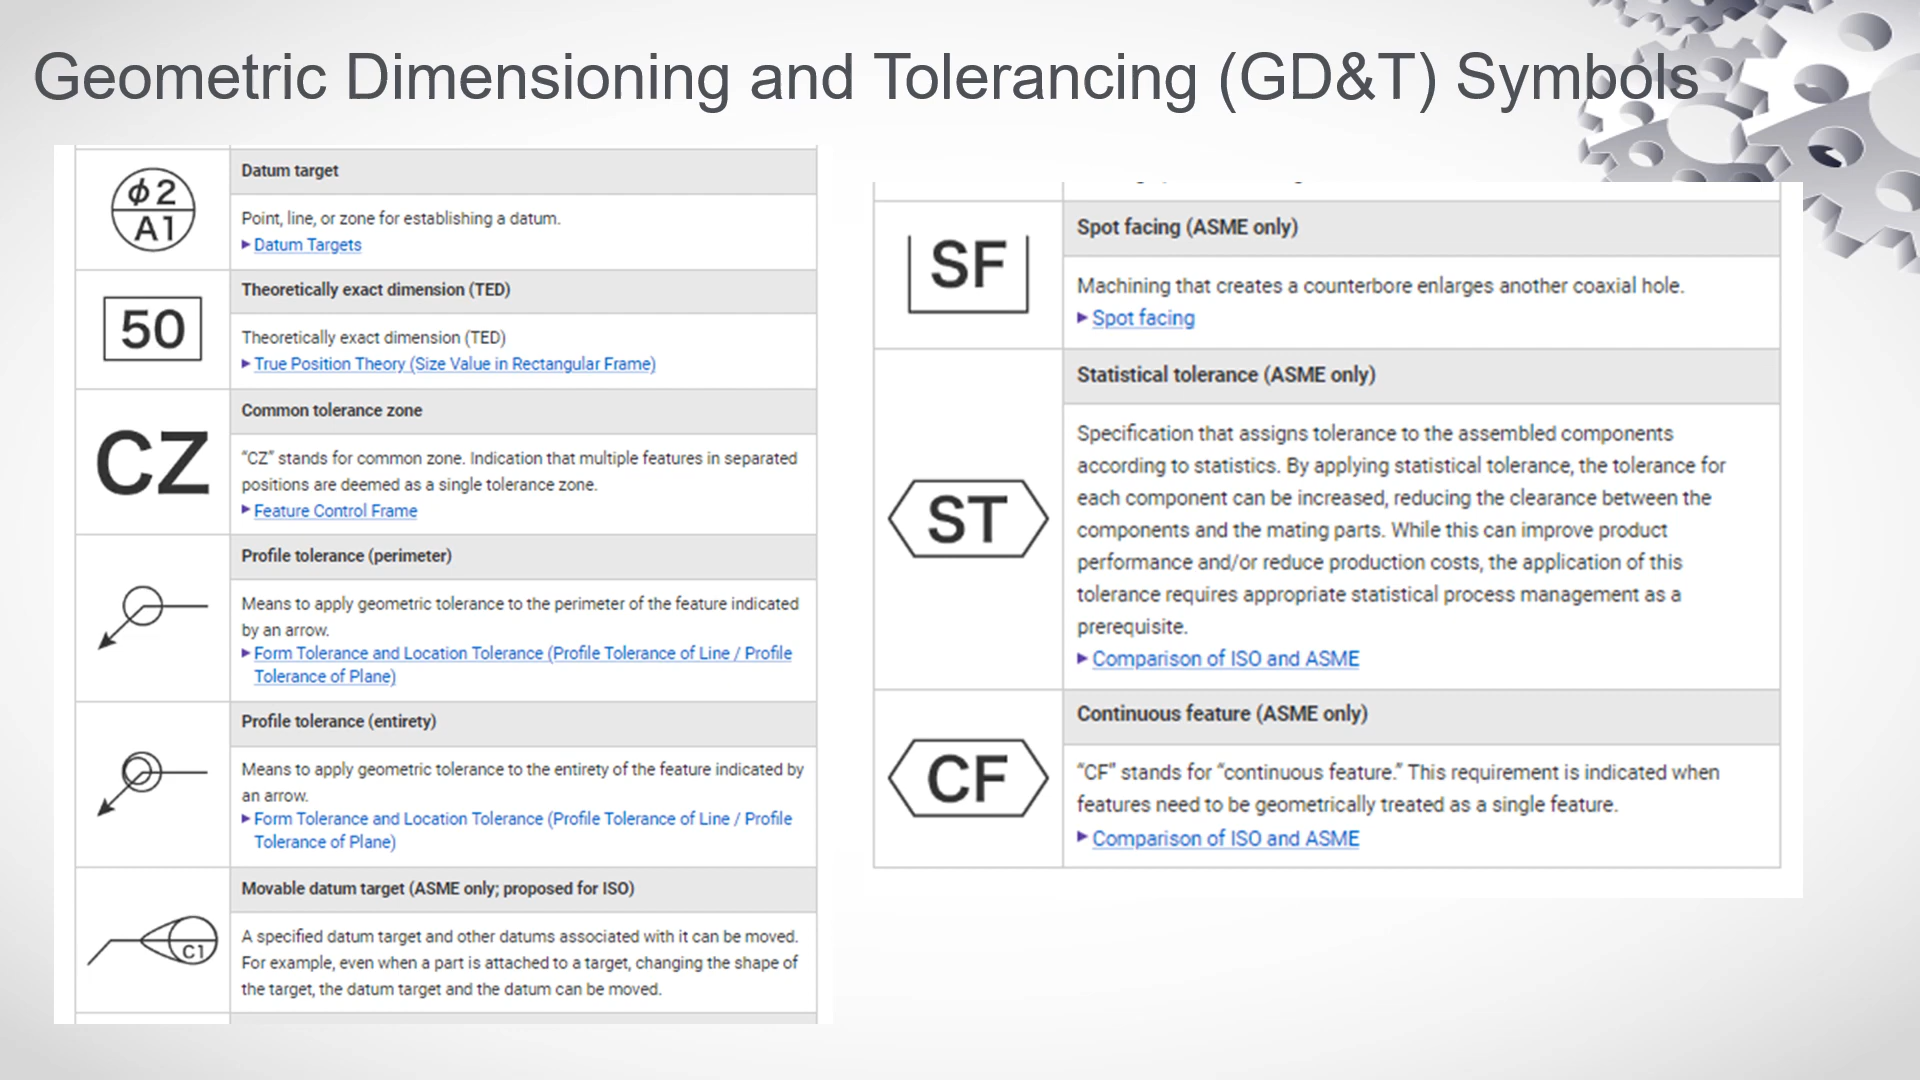 Geometric Dimensioning and Tolerancing (GD&T) Symbols
ϕ2
A1
Datum target
Point, line, or zone for establishing a datum.
▶ Datum Targets
50
Theoretically exact dimension (TED)
Theoretically exact dimension (TED)
▶ True Position Theory (Size Value in Rectangular Frame)
CZ
Common tolerance zone
“CZ” stands for common zone. Indication that multiple features in separated
positions are deemed as a single tolerance zone.
▶ Feature Control Frame
Profile tolerance (perimeter)
Means to apply geometric tolerance to the perimeter of the feature indicated
by an arrow.
▶ Form Tolerance and Location Tolerance (Profile Tolerance of Line / Profile
Tolerance of Plane)
Profile tolerance (entirety)
Means to apply geometric tolerance to the entirety of the feature indicated by
an arrow.
▶ Form Tolerance and Location Tolerance (Profile Tolerance of Line / Profile
Tolerance of Plane)
C1
Movable datum target (ASME only; proposed for ISO)
A specified datum target and other datums associated with it can be moved.
For example, even when a part is attached to a target, changing the shape of
the target, the datum target and the datum can be moved.
SF
Spot facing (ASME only)
Machining that creates a counterbore enlarges another coaxial hole.
▶ Spot facing
ST
Statistical tolerance (ASME only)
Specification that assigns tolerance to the assembled components
according to statistics. By applying statistical tolerance, the tolerance for
each component can be increased, reducing the clearance between the
components and the mating parts. While this can improve product
performance and/or reduce production costs, the application of this
tolerance requires appropriate statistical process management as a
prerequisite.
▶ Comparison of ISO and ASME
CF
Continuous feature (ASME only)
“CF” stands for “continuous feature.” This requirement is indicated when
features need to be geometrically treated as a single feature.
▶ Comparison of ISO and ASME